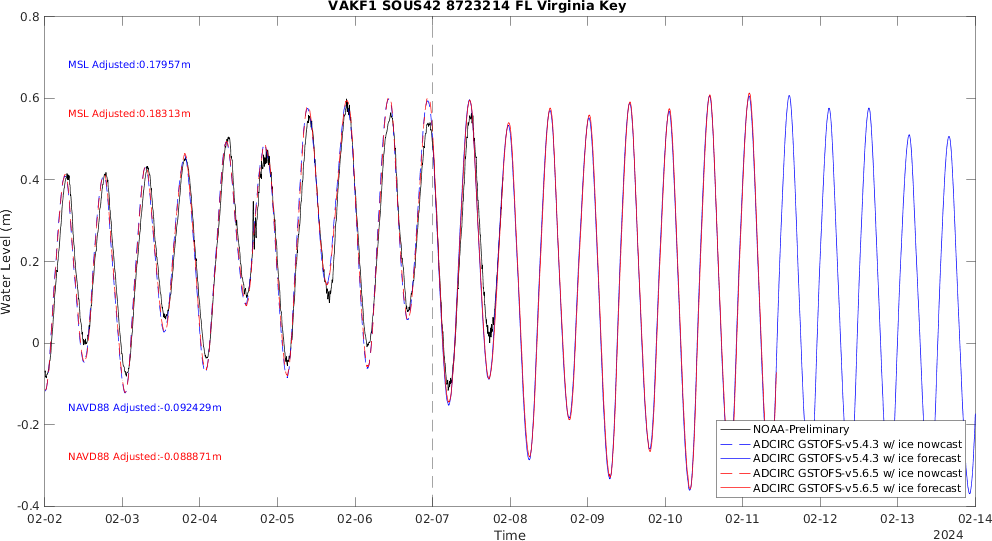 VAKF1 SOUS42 8723214 FL Virginia Key
0.8
0.6
0.4
0.2
0
-0.2
-0.4
Water Level (m)
MSL Adjusted:0.17957m
MSL Adjusted:0.18313m
NAVD88 Adjusted:-0.092429m
NAVD88 Adjusted:-0.088871m
NOAA-Preliminary
ADCIRC GSTOFS-v5.4.3 w/ ice nowcast
ADCIRC GSTOFS-v5.4.3 w/ ice forecast
ADCIRC GSTOFS-v5.6.5 w/ ice nowcast
ADCIRC GSTOFS-v5.6.5 w/ ice forecast
02-02 02-03 02-04 02-05 02-06 02-07 02-08 02-09 02-10 02-11 02-12 02-13 02-14
Time
2024